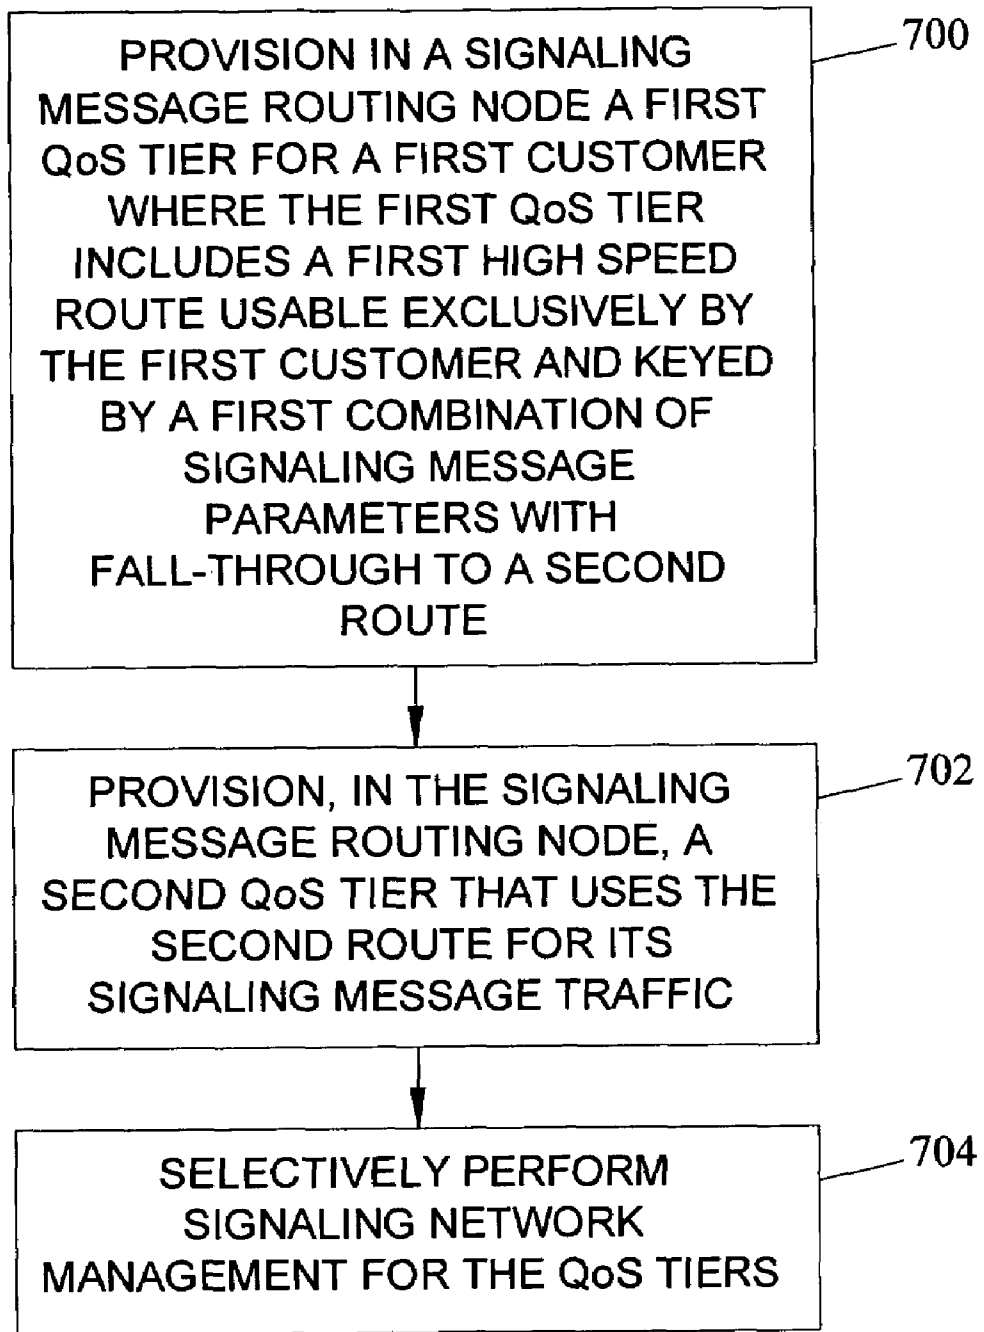 PROVISION IN A SIGNALING
MESSAGE ROUTING NODE A FIRST
QoS TIER FOR A FIRST CUSTOMER
WHERE THE FIRST QoS TIER
INCLUDES A FIRST HIGH SPEED
ROUTE USABLE EXCLUSIVELY BY
THE FIRST CUSTOMER AND KEYED
BY A FIRST COMBINATION OF
SIGNALING MESSAGE
PARAMETERS WITH
FALL-THROUGH TO A SECOND
ROUTE
700
PROVISION, IN THE SIGNALING
MESSAGE ROUTING NODE, A
SECOND QoS TIER THAT USES THE
SECOND ROUTE FOR ITS
SIGNALING MESSAGE TRAFFIC
702
SELECTIVELY PERFORM
SIGNALING NETWORK
MANAGEMENT FOR THE QoS TIERS
704